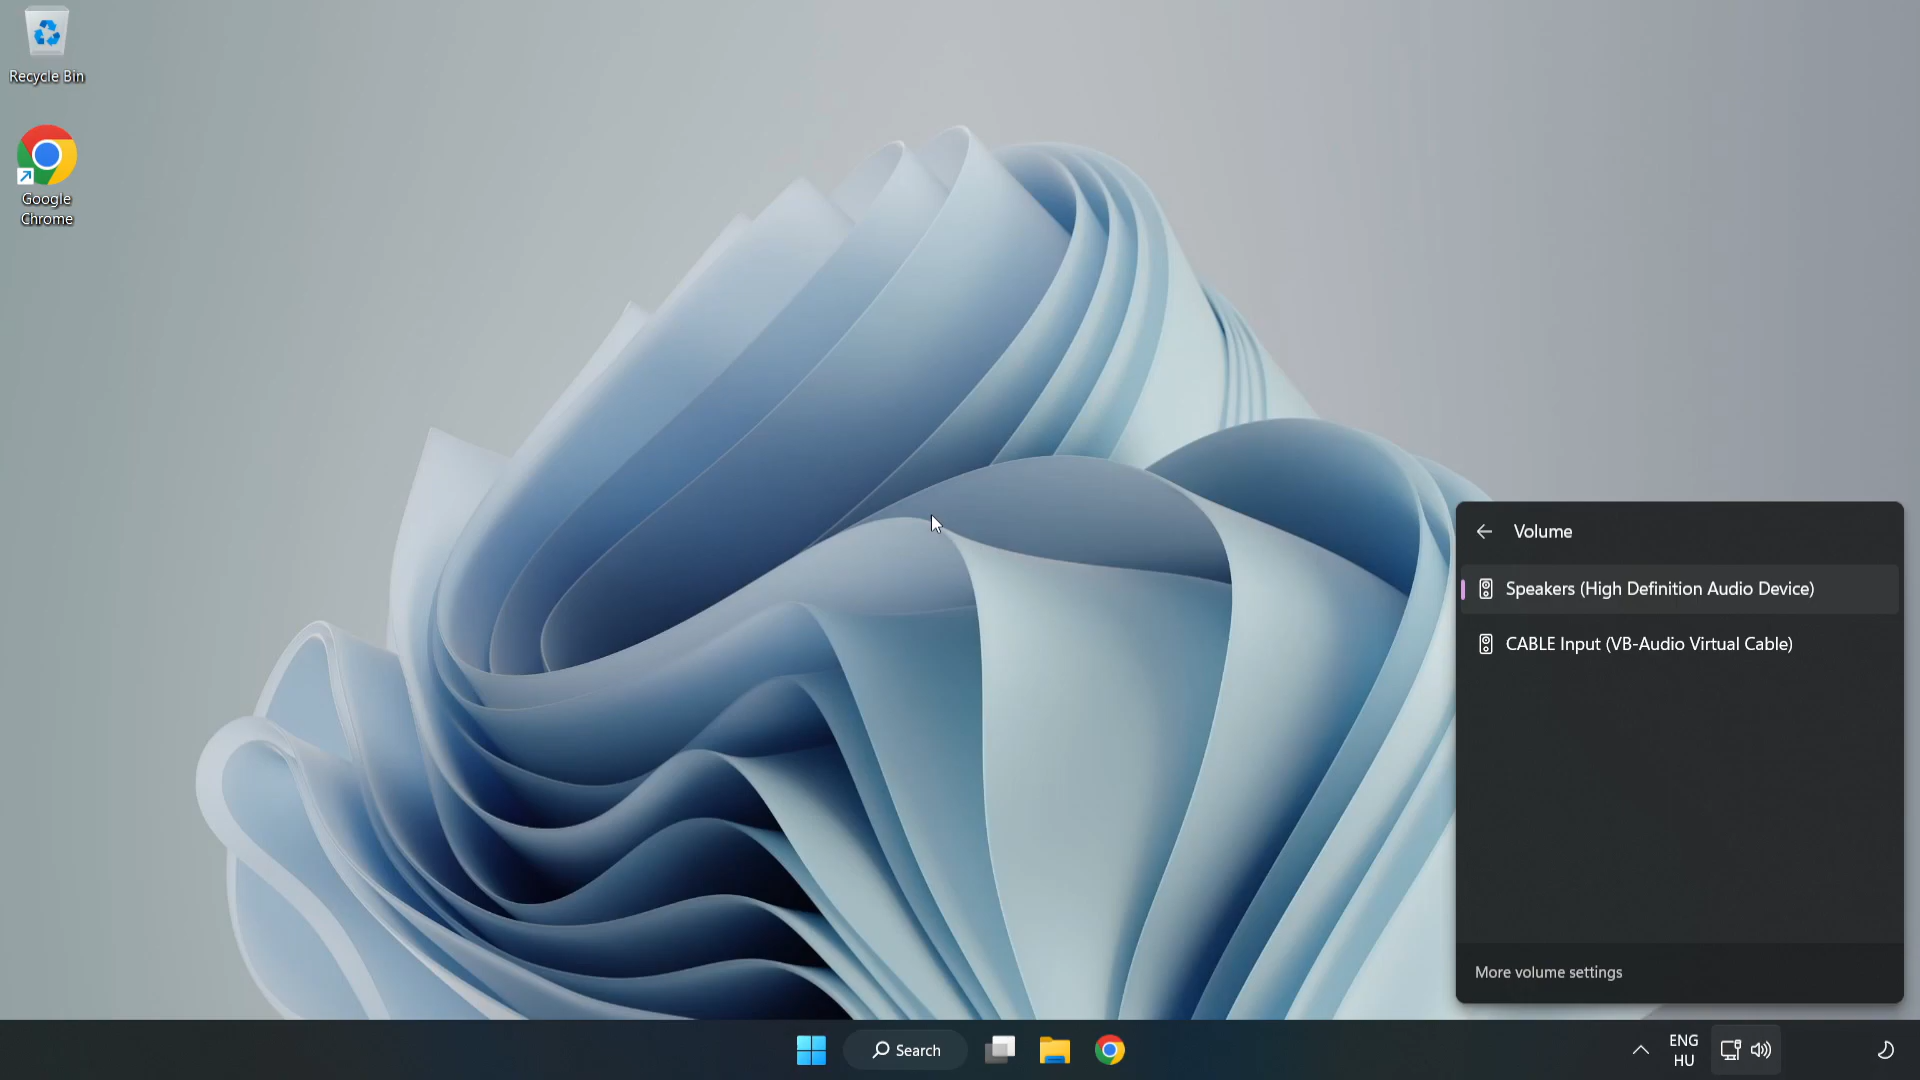 Recycle Bin
Google
Chrome
Volume
Speakers (High Definition Audio Device)
CABLE Input (VB-Audio Virtual Cable)
More volume settings
Search
ENG
HU